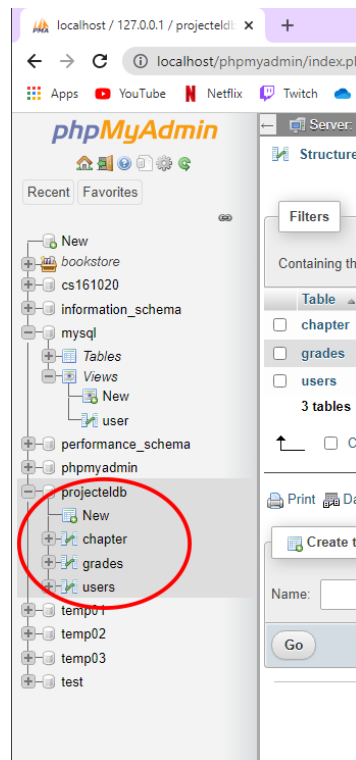 localhost / 127.0.0.1 / projecteldb
localhost/phpmyadmin/index.p
Apps YouTube Netflix Twitch
phpMyAdmin
Server:
Structure
Recent Favorites
Filters
New
bookstore
Containing th
cs161020
Table
information_schema
chapter
mysql
grades
Tables
users
Views
3 tables
New
user
C
performance_schema
phpmyadmin
projecteldb
Print Da
New
chapter
Create t
grades
users
Name:
temp01
temp02
Go
temp03
test